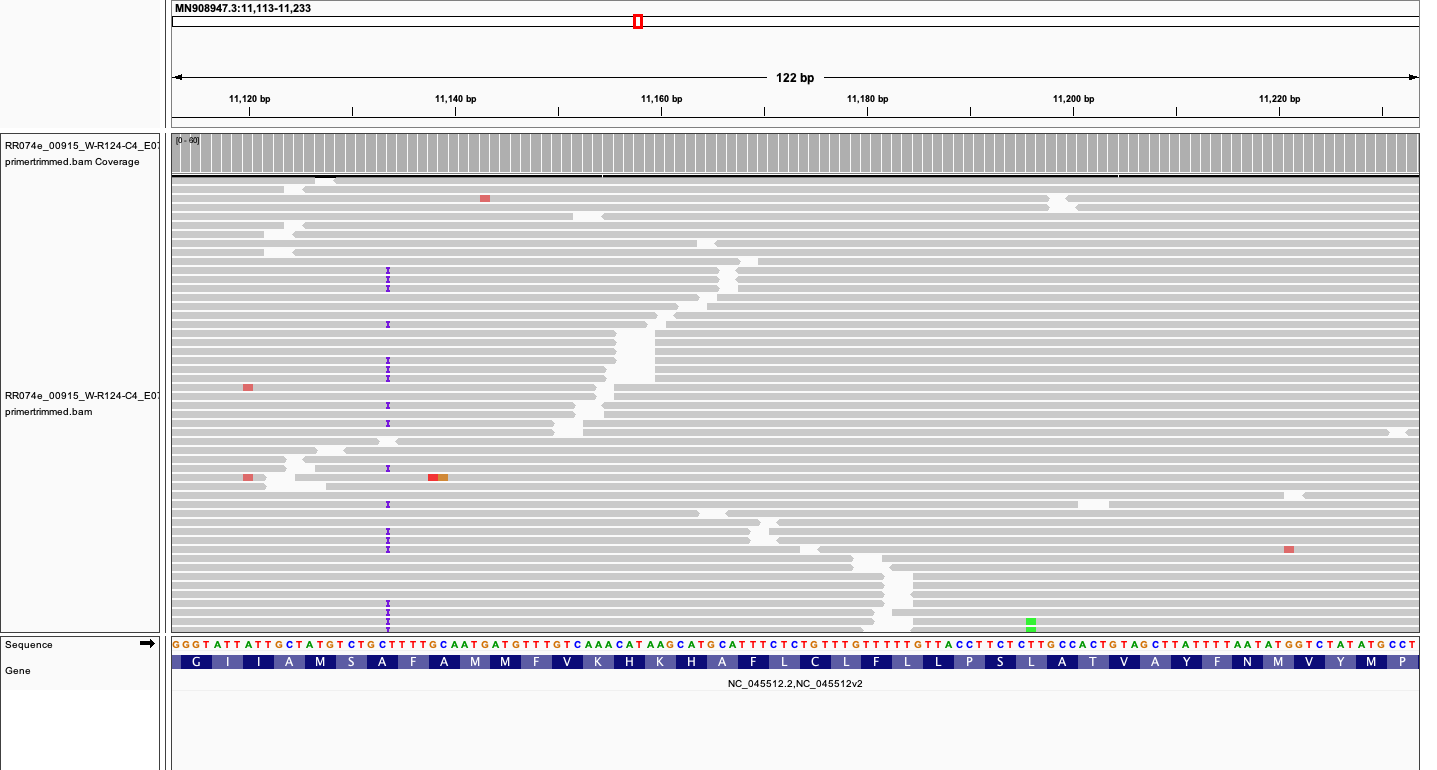 MN908947.3:11,113-11,233
122 bp
11,120 bp 11,140 bp 11,160 bp 11,180 bp 11,200 bp 11,220 bp
RR074e_00915_W-R124-C4_E07
primertrimmed.bam Coverage
[0 - 60]
RR074e_00915_W-R124-C4_E07
primertrimmed.bam
Sequence
GGGTATTATTGCTATGTCTGCTTTTGCAATGATGTTTGTCAAACATAAGCATGCATTTCTCTGTTTGTTTTTGTTACCTTCTCTTGCCACTGTAGCTTATTTTAATATGGTCTATATGCCT
Gene
G I I A M S A F A M M F V K H K H A F L C L F L L P S L A T V A Y F N M V Y M P
NC_045512.2,NC_045512v2